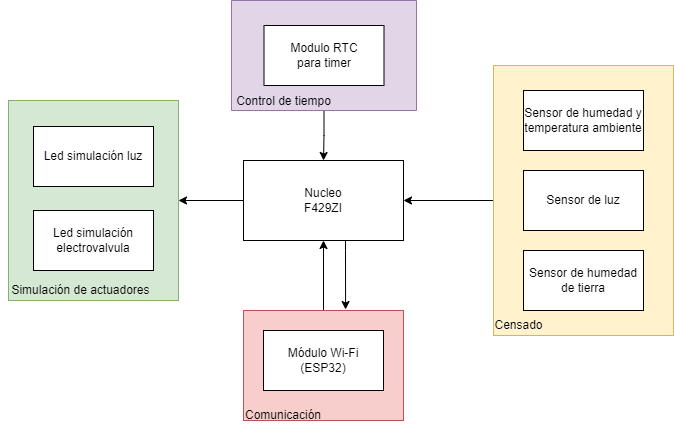 Modulo RTC
para timer
Control de tiempo
Led simulación luz
Led simulación
electrovalvula
Simulación de actuadores
Nucleo
F429ZI
Sensor de humedad y
temperatura ambiente
Sensor de luz
Sensor de humedad
de tierra
Censado
Módulo Wi-Fi
(ESP32)
Comunicación